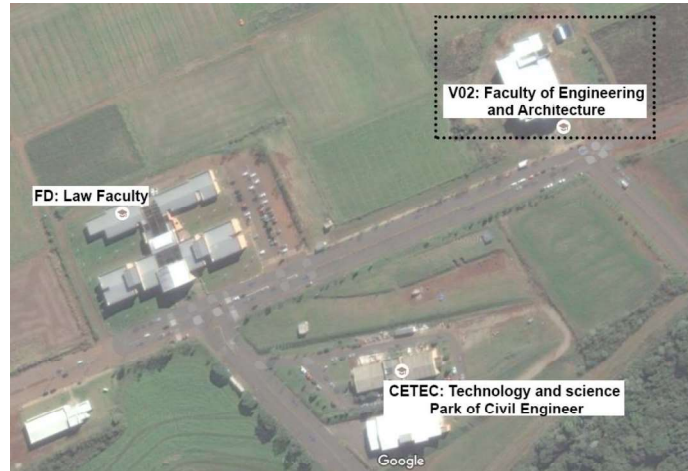 V02: Faculty of Engineering
and Architecture
FD: Law Faculty
CETEC: Technology and science
Park of Civil Engineer
Google